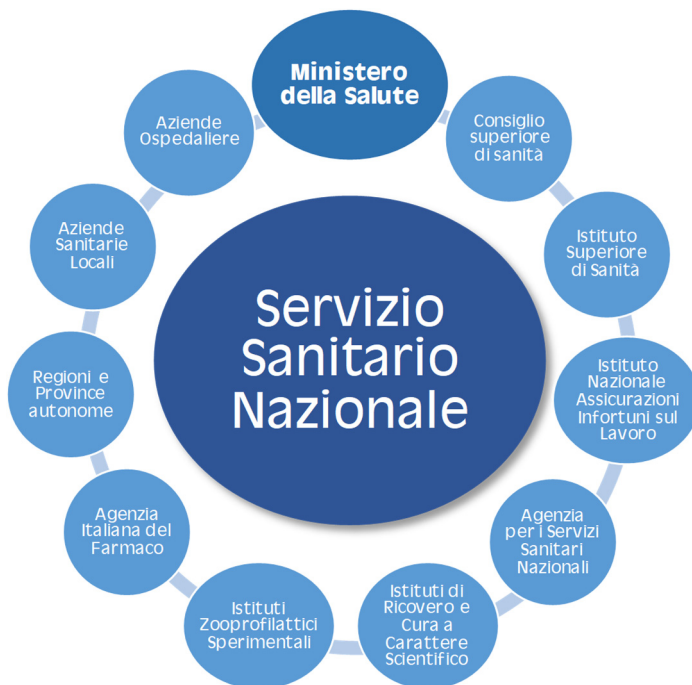 Ministero
della Salute
Consiglio
superiore
di sanità
Istituto
Superiore
di Sanità
Istituto
Nazionale
Assicurazioni
Infortuni sul
Lavoro
Agenzia
per i Servizi
Sanitari
Nazionali
Istituti di
Ricovero e
Cura a
Carattere
Scientifico
Istituti
Zooprofilattici
Sperimentali
Agenzia
Italiana del
Farmaco
Regioni e
Province
autonome
Aziende
Sanitarie
Locali
Aziende
Ospedaliere
Servizio
Sanitario
Nazionale